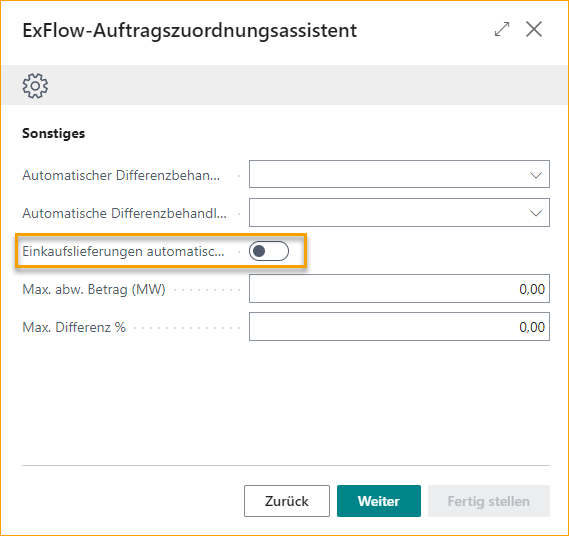 ExFlow-Auftragszuordnungsassistent
Sonstiges
Automatischer Differenzbehan...
Automatische Differenzbehandl...
Einkaufslieferungen automatisc...
Max. abw. Betrag (MW) 0,00
Max. Differenz % 0,00
Zurück Weiter Fertig stellen